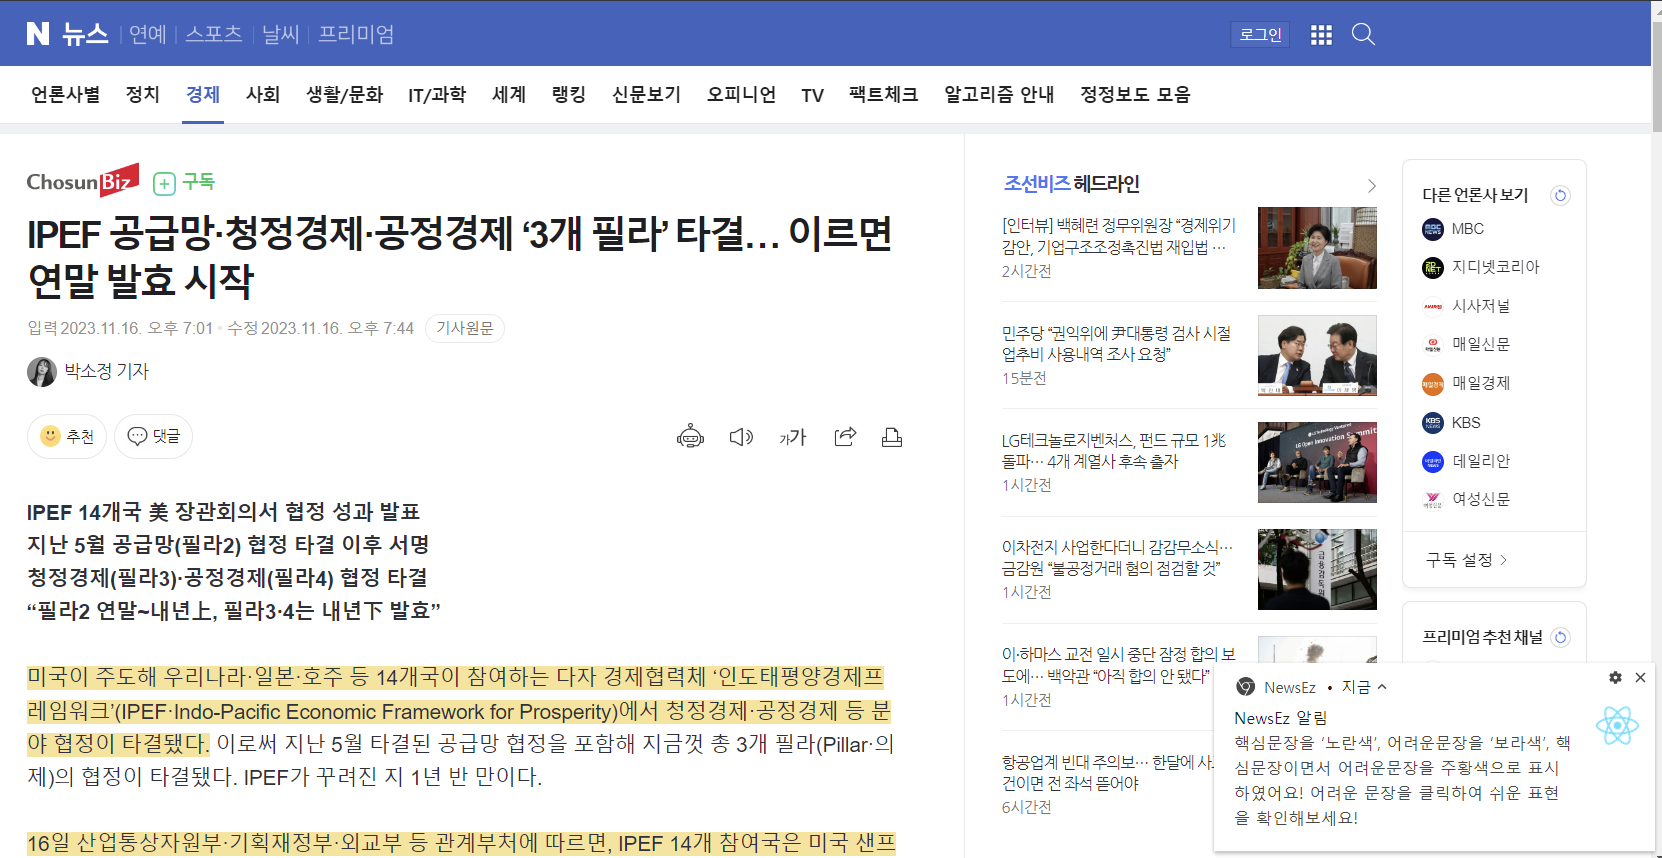 N 뉴스 연예 스포츠 날씨 프리미엄
로그인
언론사별 정치 경제 사회 생활/문화 IT/과학 세계 랭킹 신문보기 오피니언 TV 팩트체크 알고리즘 안내 정정보도 모음
ChosunBiz 구독
IPEF 공급망·청정경제·공정경제 ‘3개 필라’ 타결… 이르면
연말 발효 시작
입력 2023.11.16. 오후 7:01 · 수정 2023.11.16. 오후 7:44 기사원문
박소정 기자
추천 댓글
가가
IPEF 14개국 美 장관회의서 협정 성과 발표
지난 5월 공급망(필라2) 협정 타결 이후 서명
청정경제(필라3)·공정경제(필라4) 협정 타결
“필라2 연말~내년上, 필라3·4는 내년下 발효”
미국이 주도해 우리나라·일본·호주 등 14개국이 참여하는 다자 경제협력체 ‘인도태평양경제프
레임워크’(IPEF·Indo-Pacific Economic Framework for Prosperity)에서 청정경제·공정경제 등 분
야 협정이 타결됐다. 이로써 지난 5월 타결된 공급망 협정을 포함해 지금껏 총 3개 필라(Pillar·의
제)의 협정이 타결됐다. IPEF가 꾸려진 지 1년 반 만이다.
16일 산업통상자원부·기획재정부·외교부 등 관계부처에 따르면, IPEF 14개 참여국은 미국 샌프
조선비즈 헤드라인
[인터뷰] 백혜련 정무위원장 “경제위기
감안, 기업구조조정촉진법 재입법 …
2시간전
민주당 “권익위에 尹대통령 검사 시절
업추비 사용내역 조사 요청”
15분전
LG테크놀로지벤처스, 펀드 규모 1兆
돌파… 4개 계열사 후속 출자
1시간전
LG Technology Ventures
LG Open Innovation Summit
이차전지 사업한다더니 감감무소식…
금감원 “불공정거래 혐의 점검할 것”
1시간전
금융감독원
이·하마스 교전 일시 중단 잠정 합의 보
도에… 백악관 “아직 합의 안 됐다”
1시간전
항공업계 빈대 주의보… 한달에 사
건이면 전 좌석 뜯어야
6시간전
다른 언론사 보기
MBC
지디넷코리아
시사저널
매일신문
매일경제
KBS
데일리안
여성신문
구독 설정
프리미엄 추천 채널
NewsEz • 지금
NewsEz 알림
핵심문장을 ‘노란색’, 어려운문장을 ‘보라색’, 핵
심문장이면서 어려운문장을 주황색으로 표시
하였어요! 어려운 문장을 클릭하여 쉬운 표현
을 확인해보세요!